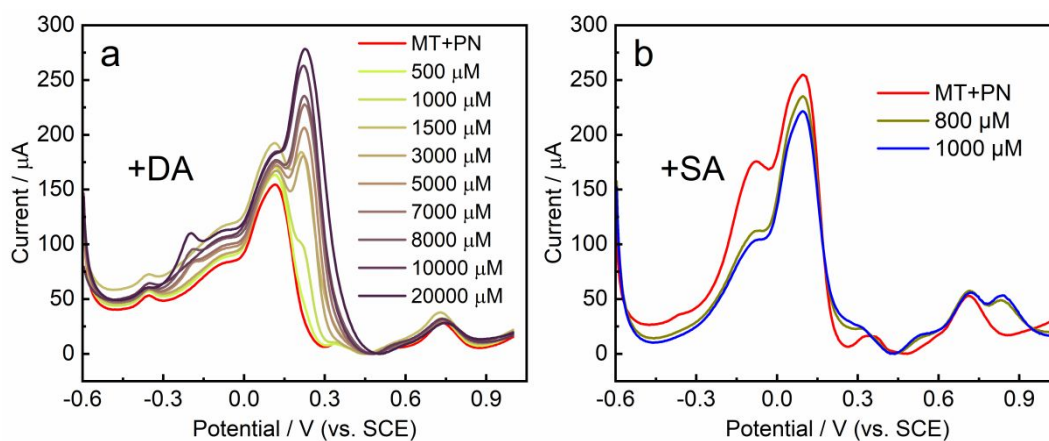 a
+DA
MT+PN
500 μM
1000 μM
1500 μM
3000 μM
5000 μM
7000 μM
8000 μM
10000 μM
20000 μM
Current / μA
300
250
200
150
100
50
0
-0.6 -0.3 0.0 0.3 0.6 0.9
Potential / V (vs. SCE)
b
+SA
MT+PN
800 μM
1000 μM
Current / μA
300
250
200
150
100
50
0
-0.6 -0.3 0.0 0.3 0.6 0.9
Potential / V (vs. SCE)